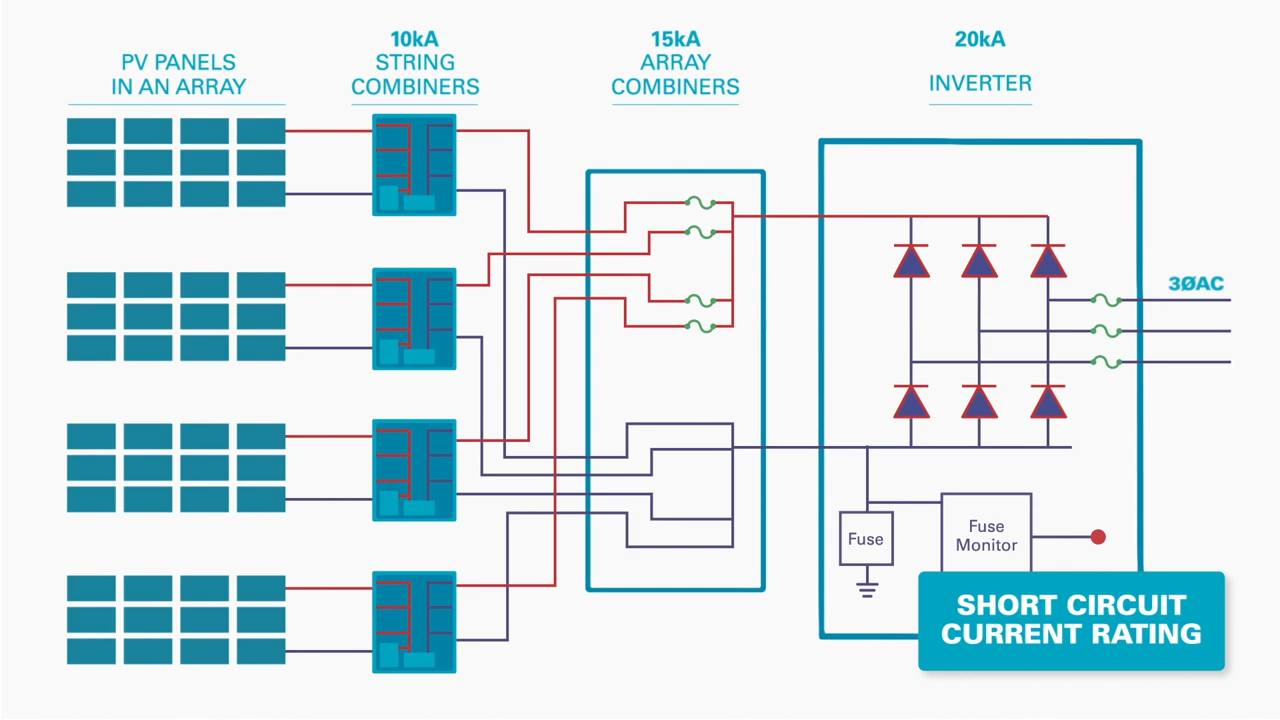 PV PANELS
IN AN ARRAY
10kA
STRING
COMBINERS
15kA
ARRAY
COMBINERS
20kA
INVERTER
3ØAC
Fuse
Fuse
Monitor
SHORT CIRCUIT
CURRENT RATING